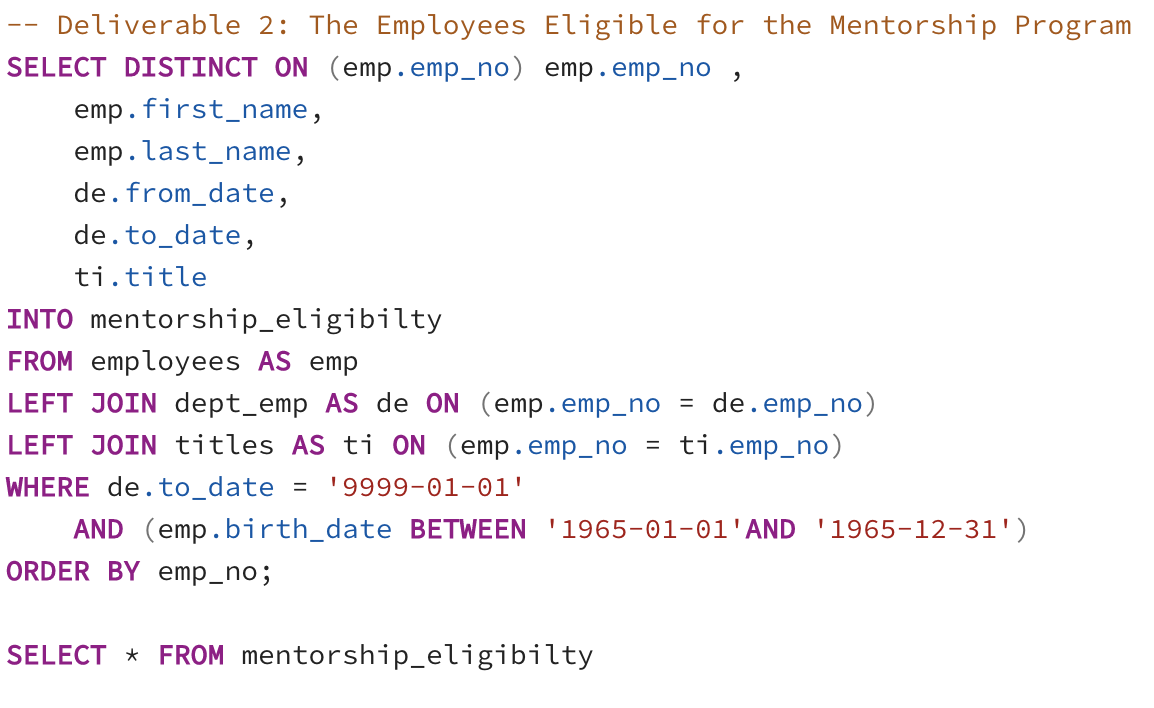 -- Deliverable 2: The Employees Eligible for the Mentorship Program
SELECT DISTINCT ON (emp.emp_no) emp.emp_no ,
    emp.first_name,
    emp.last_name,
    de.from_date,
    de.to_date,
    ti.title
INTO mentorship_eligibilty
FROM employees AS emp
LEFT JOIN dept_emp AS de ON (emp.emp_no = de.emp_no)
LEFT JOIN titles AS ti ON (emp.emp_no = ti.emp_no)
WHERE de.to_date = '9999-01-01'
    AND (emp.birth_date BETWEEN '1965-01-01'AND '1965-12-31')
ORDER BY emp_no;

SELECT * FROM mentorship_eligibilty